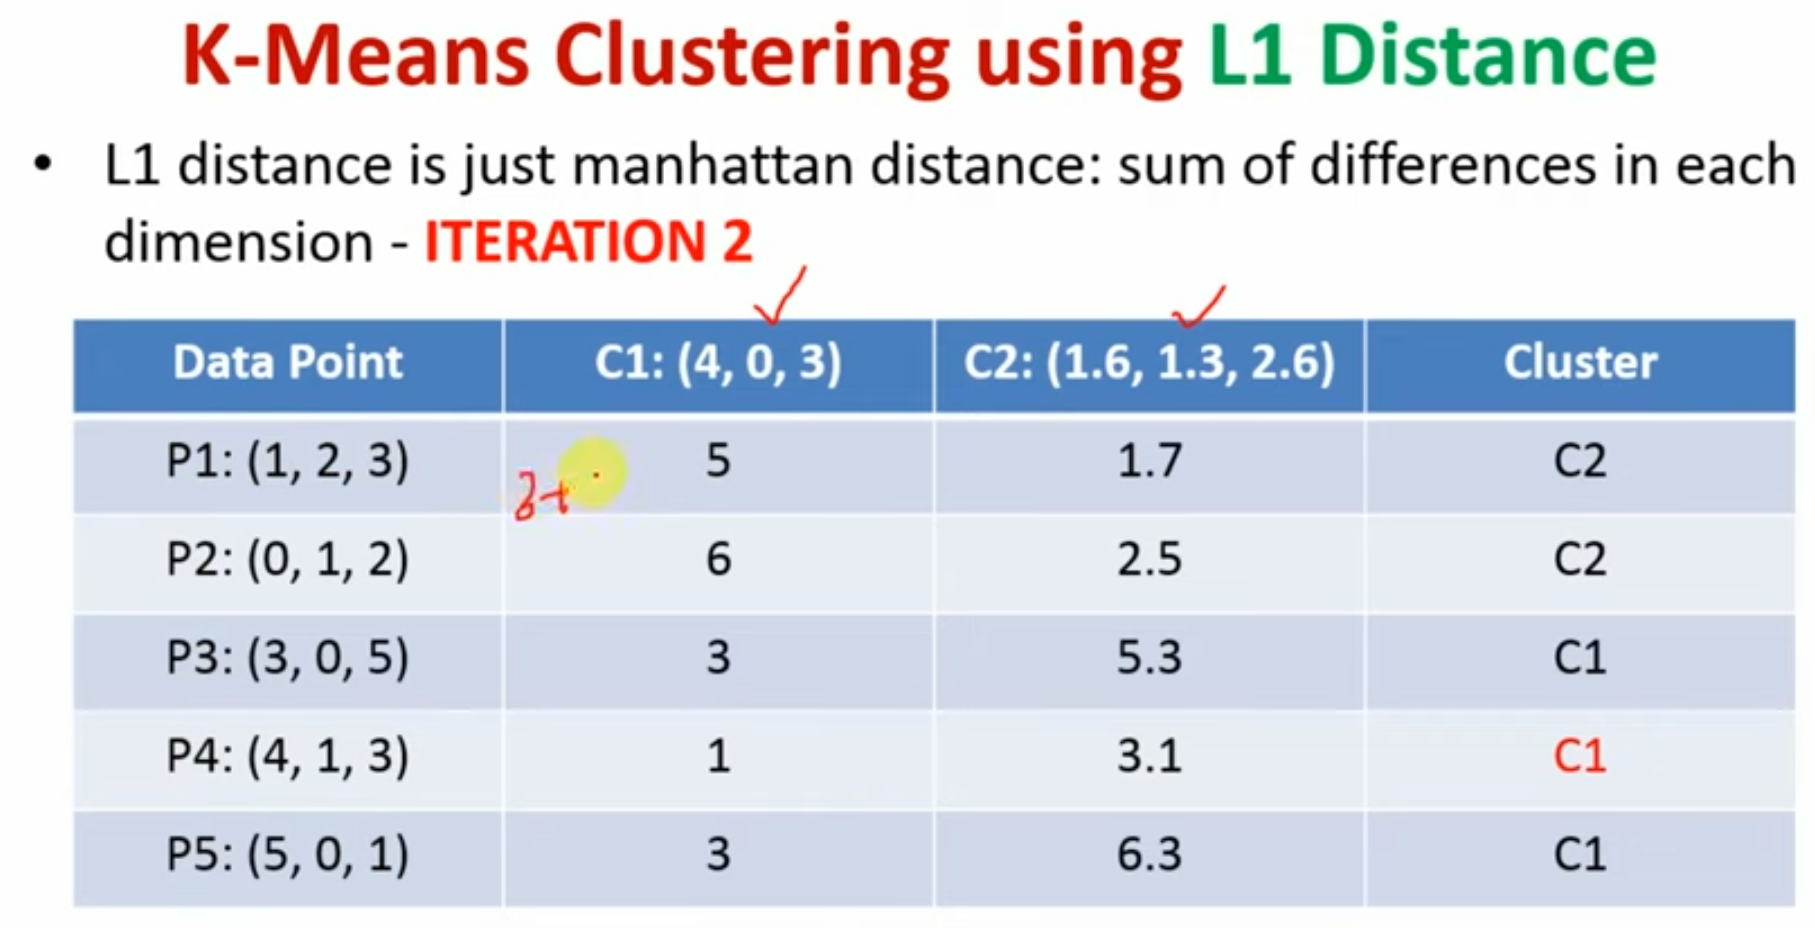 K-Means Clustering using L1 Distance
• L1 distance is just manhattan distance: sum of differences in each
dimension - ITERATION 2
Data Point C1: (4, 0, 3) C2: (1.6, 1.3, 2.6) Cluster
P1: (1, 2, 3) 5 1.7 C2
3+
P2: (0, 1, 2) 6 2.5 C2
P3: (3, 0, 5) 3 5.3 C1
P4: (4, 1, 3) 1 3.1 C1
P5: (5, 0, 1) 3 6.3 C1